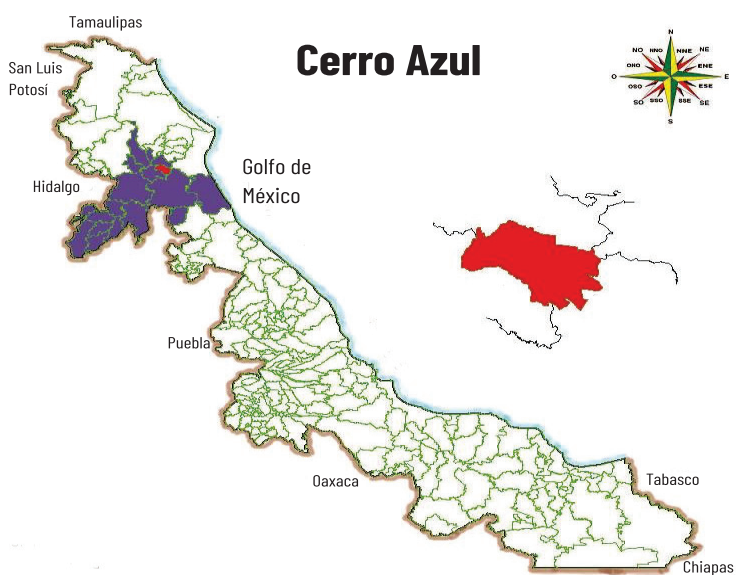 Tamaulipas
Cerro Azul
San Luis
Potosí
N
NO
NNO
NNE
NE
ONO
ENE
O
E
OSO
ESE
SO
SSO
SSE
SE
S
Hidalgo
Golfo de
México
Puebla
Oaxaca
Tabasco
Chiapas